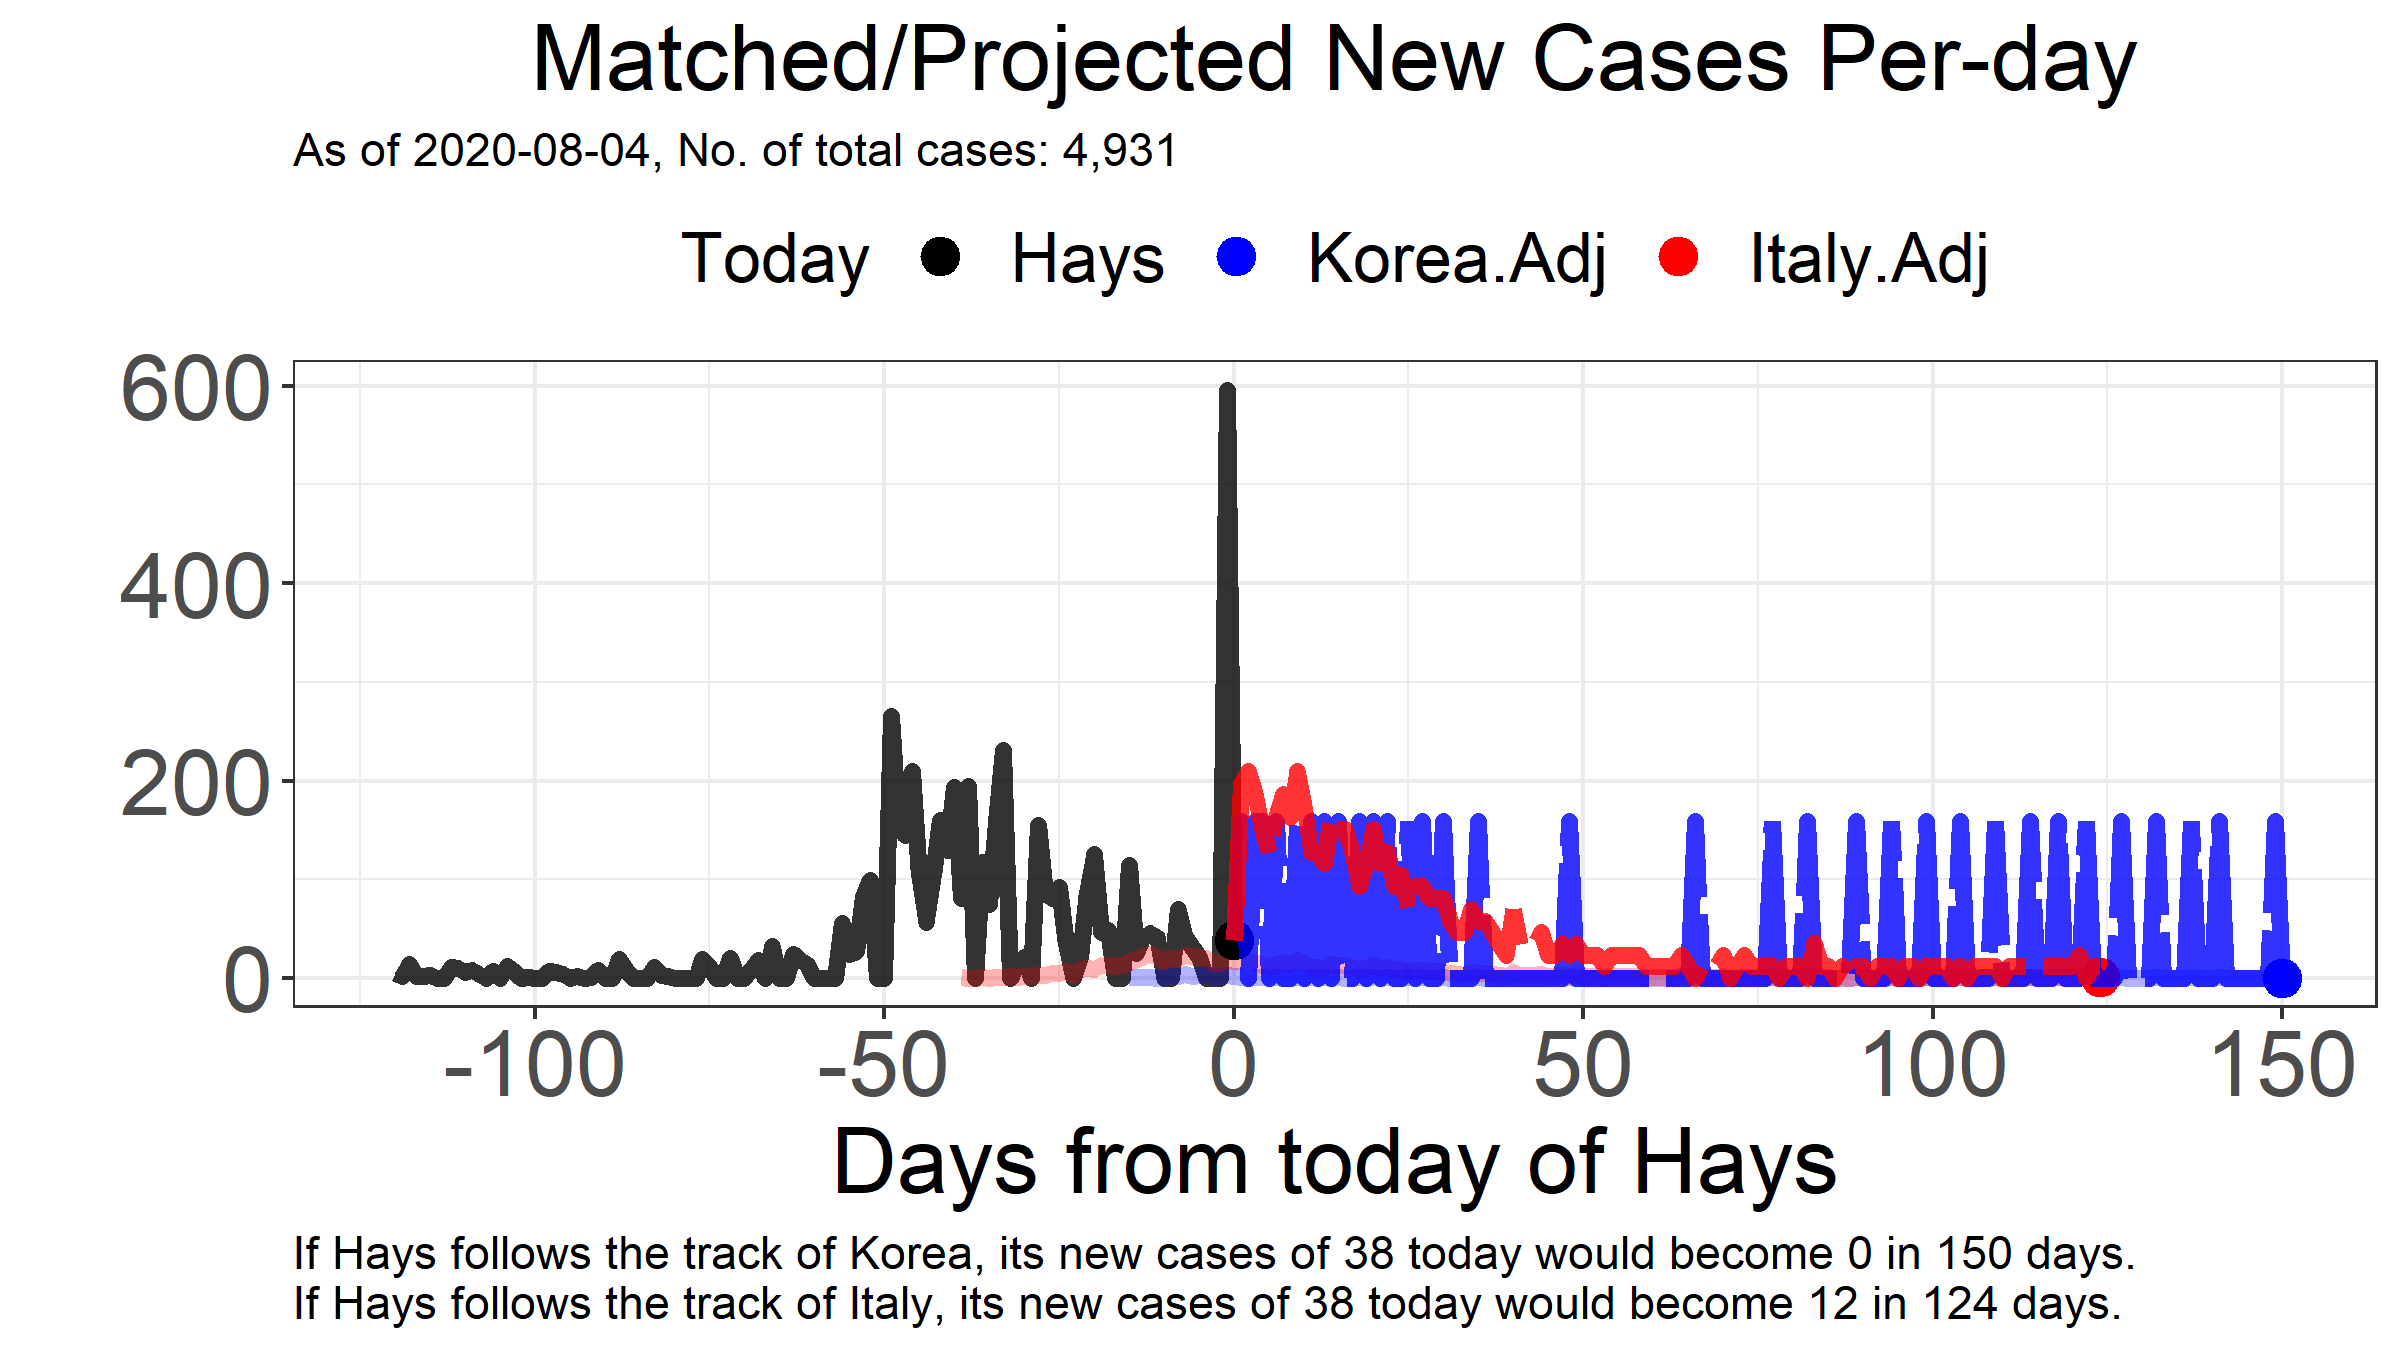 Matched/Projected New Cases Per-day
As of 2020-08-04, No. of total cases: 4,931
Today Hays Korea.Adj Italy.Adj
600
400
200
0
-100 -50 0 50 100 150
Days from today of Hays
If Hays follows the track of Korea, its new cases of 38 today would become 0 in 150 days.
If Hays follows the track of Italy, its new cases of 38 today would become 12 in 124 days.